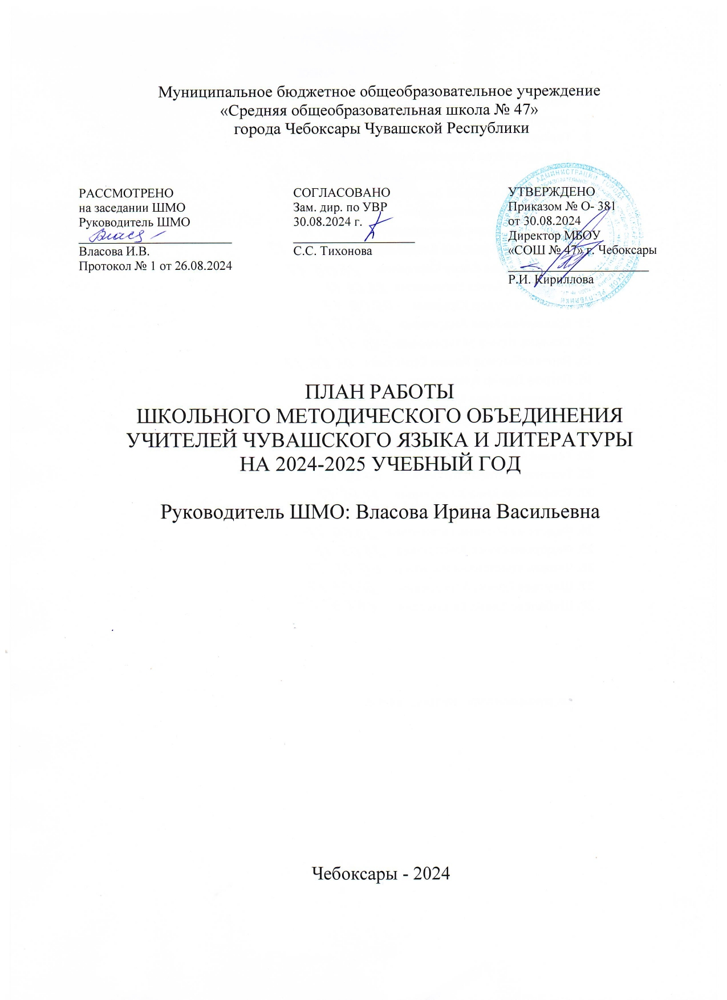 Муниципальное бюджетное общеобразовательное учреждение
«Средняя общеобразовательная школа № 47»
города Чебоксары Чувашской Республики
РАССМОТРЕНО
на заседании ШМО
Руководитель ШМО
Власова И.В.
Протокол № 1 от 26.08.2024
СОГЛАСОВАНО
Зам. дир. по УВР
30.08.2024 г.
С.С. Тихонова
УТВЕРЖДЕНО
Приказом № О- 381
от 30.08.2024
Директор МБОУ
«СОШ № 47» г. Чебоксары
Р.И. Кириллова
ПЛАН РАБОТЫ
ШКОЛЬНОГО МЕТОДИЧЕСКОГО ОБЪЕДИНЕНИЯ
УЧИТЕЛЕЙ ЧУВАШСКОГО ЯЗЫКА И ЛИТЕРАТУРЫ
НА 2024-2025 УЧЕБНЫЙ ГОД
Руководитель ШМО: Власова Ирина Васильевна
Чебоксары - 2024